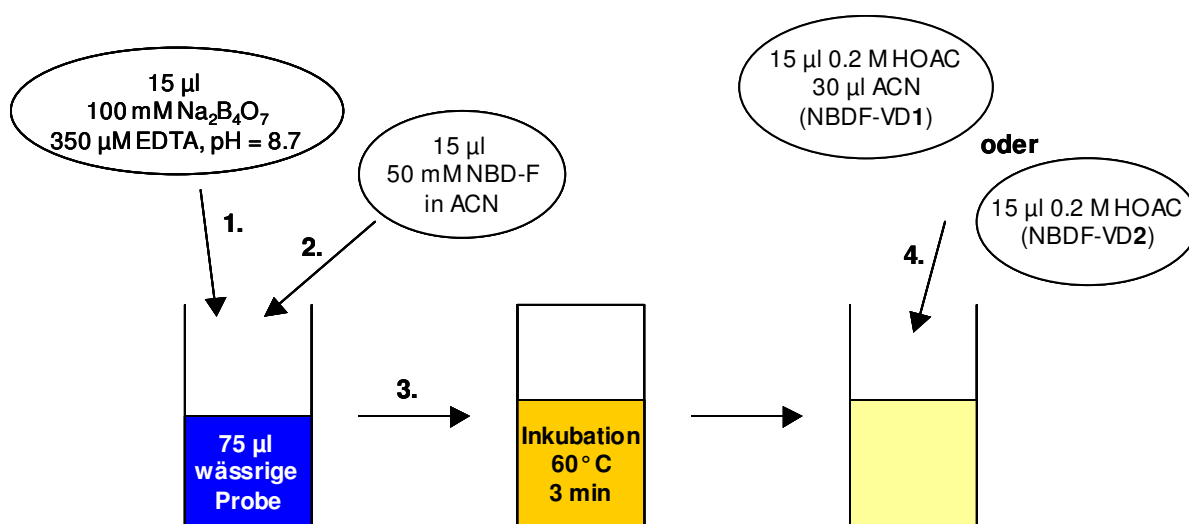 15 µl
100 mM Na₂B₄O₇
350 µM EDTA, pH = 8.7
1.
15 µl
50 mM NBD-F
in ACN
2.
75 µl
wässrige
Probe
3.
Inkubation
60° C
3 min
15 µl 0.2 M HOAC
30 µl ACN
(NBDF-VD1)
oder
15 µl 0.2 M HOAC
(NBDF-VD2)
4.